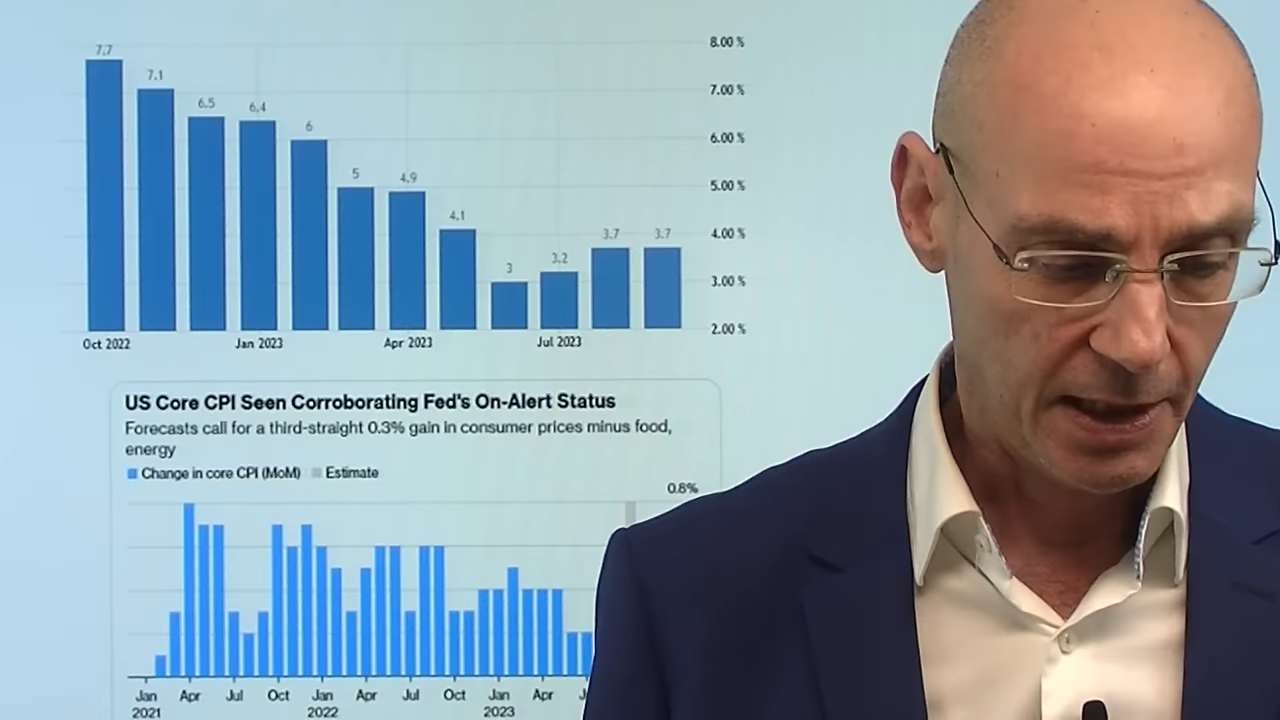 7.7
7.1
6.5
6.4
6
5
4.9
4.1
3
3.2
3.7
3.7
8.00 %
7.00 %
6.00 %
5.00 %
4.00 %
3.00 %
2.00 %
Oct 2022
Jan 2023
Apr 2023
Jul 2023
US Core CPI Seen Corroborating Fed's On-Alert Status
Forecasts call for a third-straight 0.3% gain in consumer prices minus food,
energy
Change in core CPI (MoM)
Estimate
0.8%
Jan Apr Jul Oct Jan Apr Jul Oct Jan Apr
2021 2022 2023